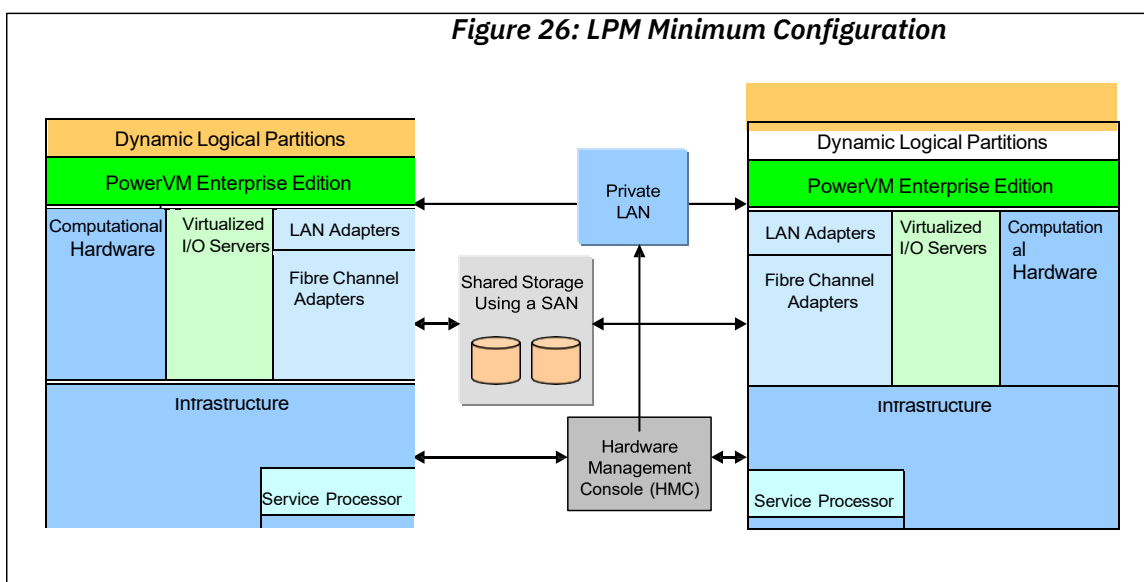 Figure 26: LPM Minimum Configuration
Dynamic Logical Partitions
PowerVM Enterprise Edition
Computational
Hardware
Virtualized
I/O Servers
LAN Adapters
Fibre Channel
Adapters
Infrastructure
Service Processor
Private
LAN
Shared Storage
Using a SAN
Hardware
Management
Console (HMC)
Dynamic Logical Partitions
PowerVM Enterprise Edition
LAN Adapters
Fibre Channel
Adapters
Virtualized
I/O Servers
Computation
al
Hardware
Infrastructure
Service Processor